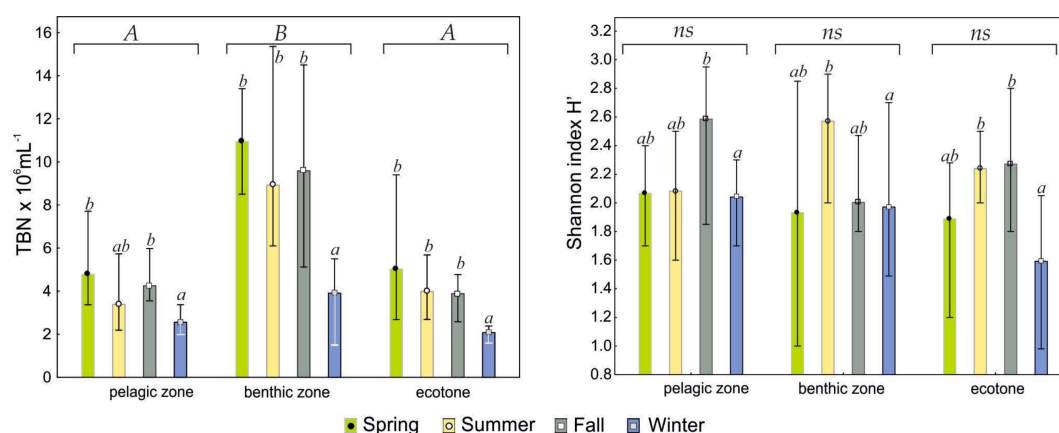 TBN x 10⁶mL⁻¹
16
14
12
10
8
6
4
2
0
A B A
b ab b a
b b b a
b b b a
pelagic zone benthic zone ecotone
Shannon index H'
3.2
3.0
2.8
2.6
2.4
2.2
2.0
1.8
1.6
1.4
1.2
1.0
0.8
ns ns ns
ab ab b a
ab b ab a
ab b b a
pelagic zone benthic zone ecotone
Spring Summer Fall Winter